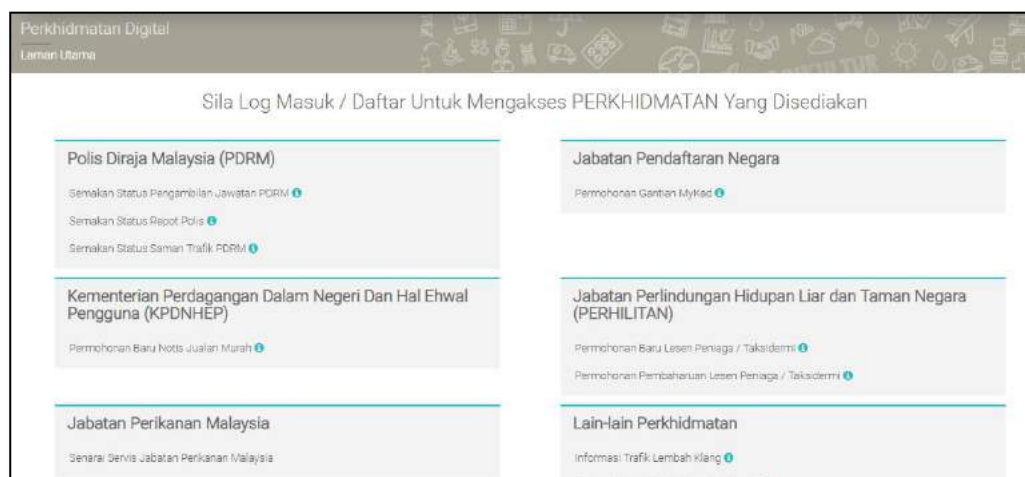 Perkhidmatan Digital
Laman Utama
Sila Log Masuk / Daftar Untuk Mengakses PERKHIDMATAN Yang Disediakan
Polis Diraja Malaysia (PDRM)
Semakan Status Pengambilan Jawatan PDRM
Semakan Status Repot Polis
Semakan Status Saman Trafik PDRM
Jabatan Pendaftaran Negara
Permohonan Gantian MyKad
Kementerian Perdagangan Dalam Negeri Dan Hal Ehwal
Pengguna (KPDNHEP)
Permohonan Baru Notis Jualan Murah
Jabatan Perlindungan Hidupan Liar dan Taman Negara
(PERHILITAN)
Permohonan Baru Lesen Peniaga / Taksidermi
Permohonan Pembaharuan Lesen Peniaga / Taksidermi
Jabatan Perikanan Malaysia
Senarai Servis Jabatan Perikanan Malaysia
Lain-lain Perkhidmatan
Informasi Trafik Lembah Klang